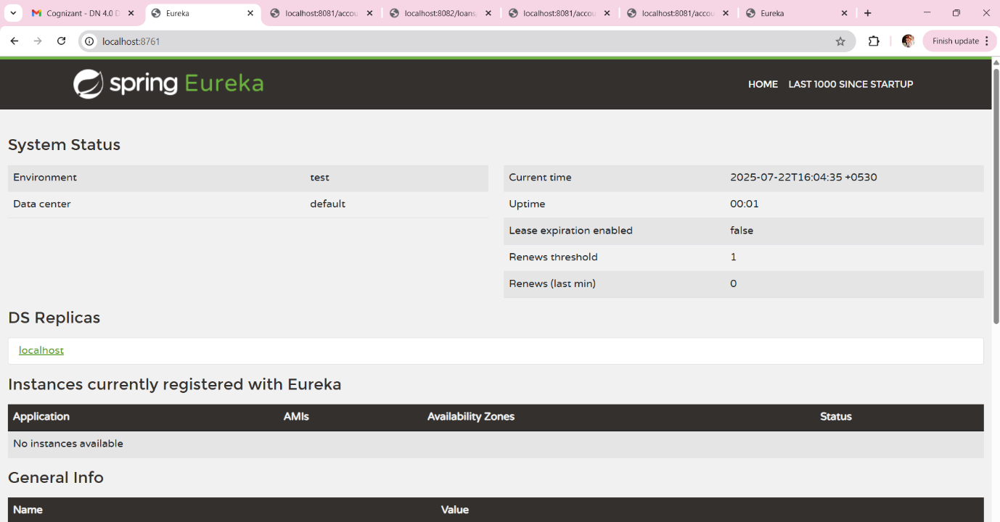 Cognizant - DN 4.0 D
Eureka
localhost:8081/accou
localhost:8082/loans/
localhost:8081/accou
localhost:8081/accou
Eureka
localhost:8761
Finish update
spring Eureka
HOME LAST 1000 SINCE STARTUP
System Status
Environment test
Data center default
Current time 2025-07-22T16:04:35 +0530
Uptime 00:01
Lease expiration enabled false
Renews threshold 1
Renews (last min) 0
DS Replicas
localhost
Instances currently registered with Eureka
Application AMIs Availability Zones Status
No instances available
General Info
Name Value